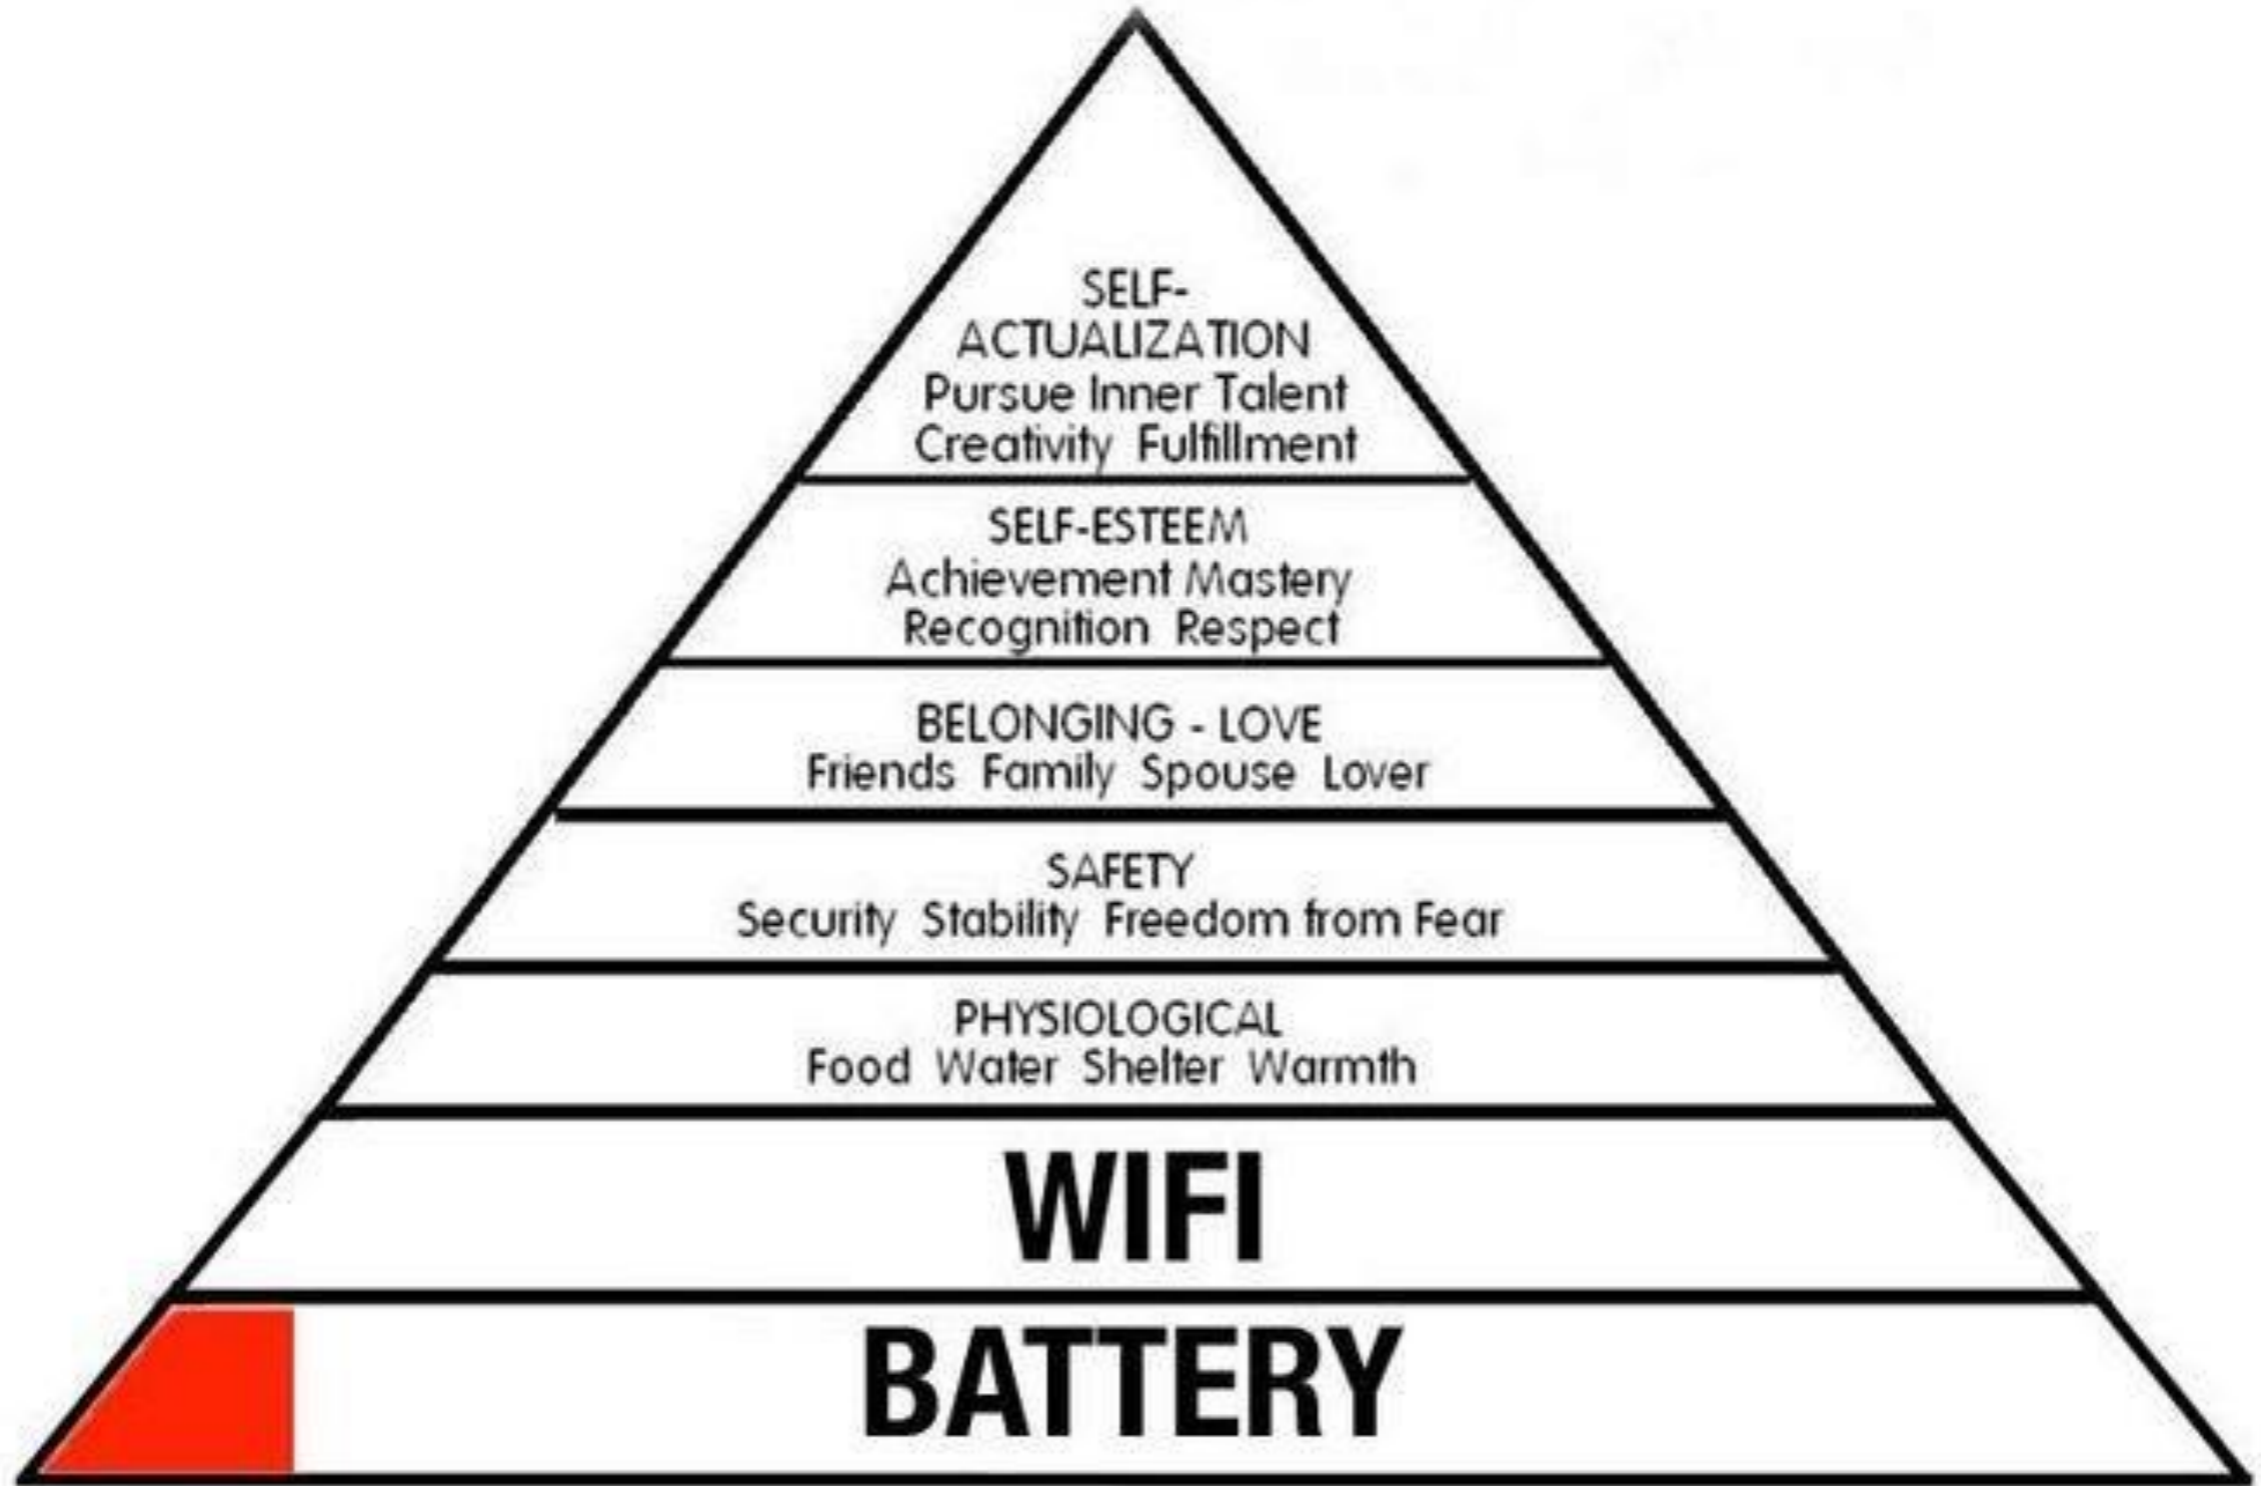 SELF-
ACTUALIZATION
Pursue Inner Talent
Creativity Fulfillment
SELF-ESTEEM
Achievement Mastery
Recognition Respect
BELONGING - LOVE
Friends Family Spouse Lover
SAFETY
Security Stability Freedom from Fear
PHYSIOLOGICAL
Food Water Shelter Warmth
WIFI
BATTERY